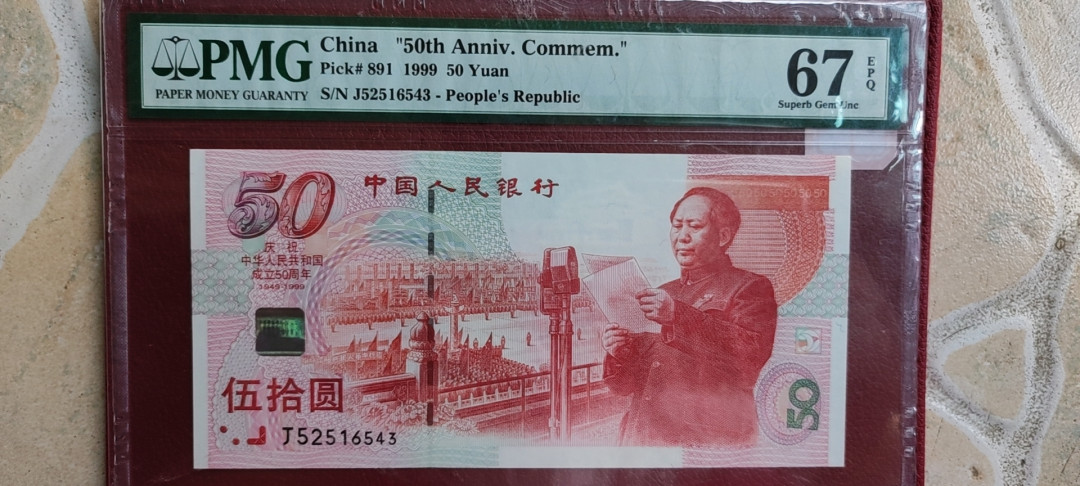 PMG
PAPER MONEY GUARANTY
China "50th Anniv. Commem."
Pick# 891 1999 50 Yuan
S/N J52516543 - People's Republic
67
EPQ
Superb Gem Unc
50
中国人民银行
庆祝
中华人民共和国
成立50周年
1949-1999
伍拾圆
J52516543
50